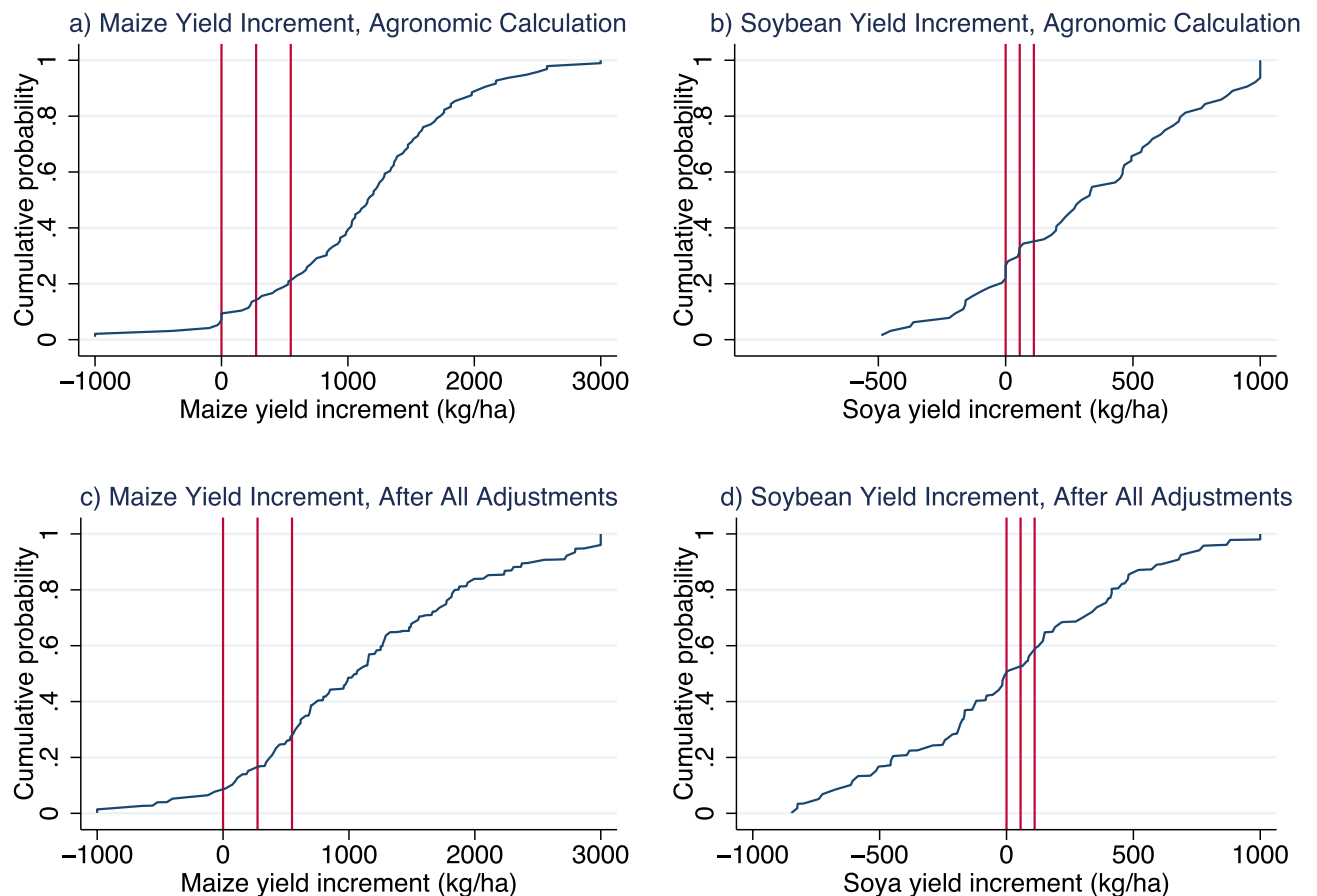 a) Maize Yield Increment, Agronomic Calculation
Cumulative probability
0 .2 .4 .6 .8 1
−1000 0 1000 2000 3000
Maize yield increment (kg/ha)
b) Soybean Yield Increment, Agronomic Calculation
Cumulative probability
0 .2 .4 .6 .8 1
−500 0 500 1000
Soya yield increment (kg/ha)
c) Maize Yield Increment, After All Adjustments
Cumulative probability
0 .2 .4 .6 .8 1
−1000 0 1000 2000 3000
Maize yield increment (kg/ha)
d) Soybean Yield Increment, After All Adjustments
Cumulative probability
0 .2 .4 .6 .8 1
−1000 −500 0 500 1000
Soya yield increment (kg/ha)